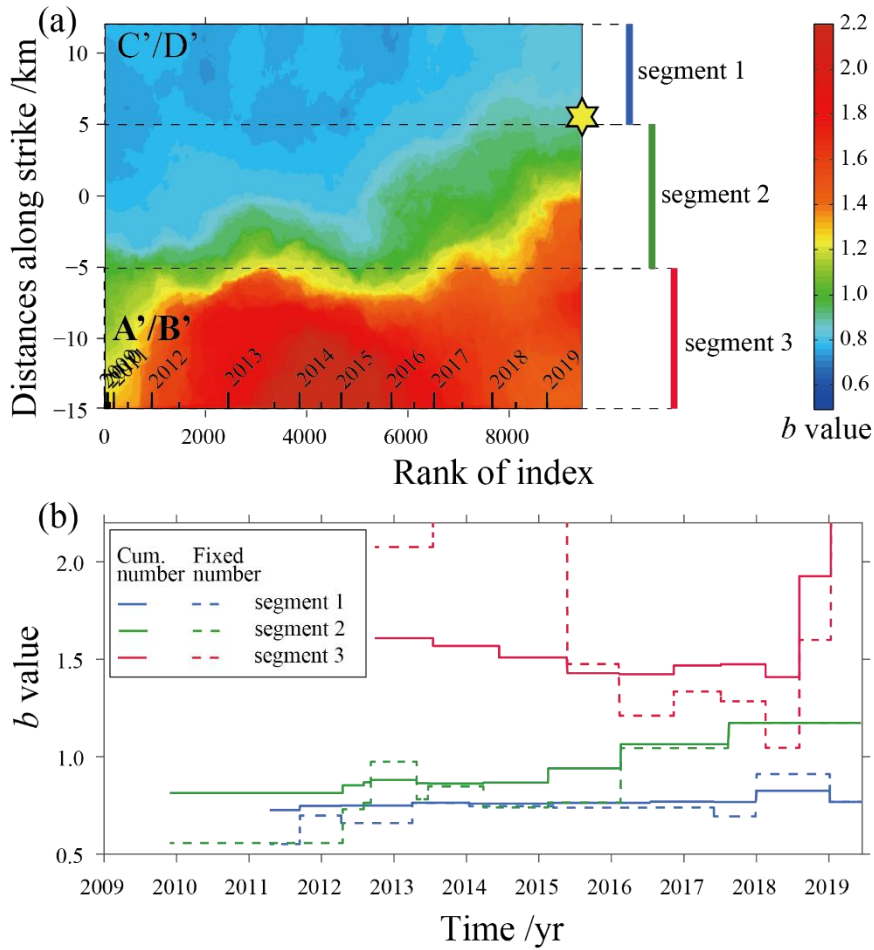 (a)
C’/D’
A’/B’
Distances along strike /km
10
5
0
−5
−10
−15
2009
2010
2011
2012
2013
2014
2015
2016
2017
2018
2019
0
2000
4000
6000
8000
Rank of index
segment 1
segment 2
segment 3
2.2
2.0
1.8
1.6
1.4
1.2
1.0
0.8
0.6
b value
(b)
Cum. number
Fixed number
segment 1
segment 2
segment 3
b value
2.0
1.5
1.0
0.5
2009 2010 2011 2012 2013 2014 2015 2016 2017 2018 2019
Time /yr